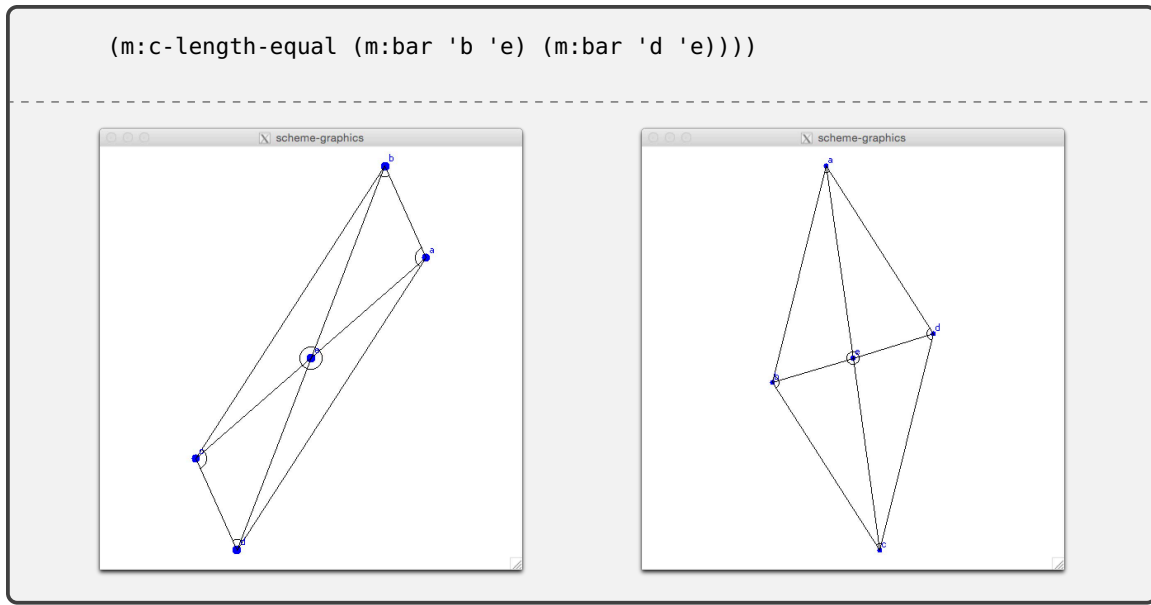 (m:c-length-equal (m:bar 'b 'e) (m:bar 'd 'e))))
scheme-graphics
b
a
e
c
d
scheme-graphics
a
d
e
b
c